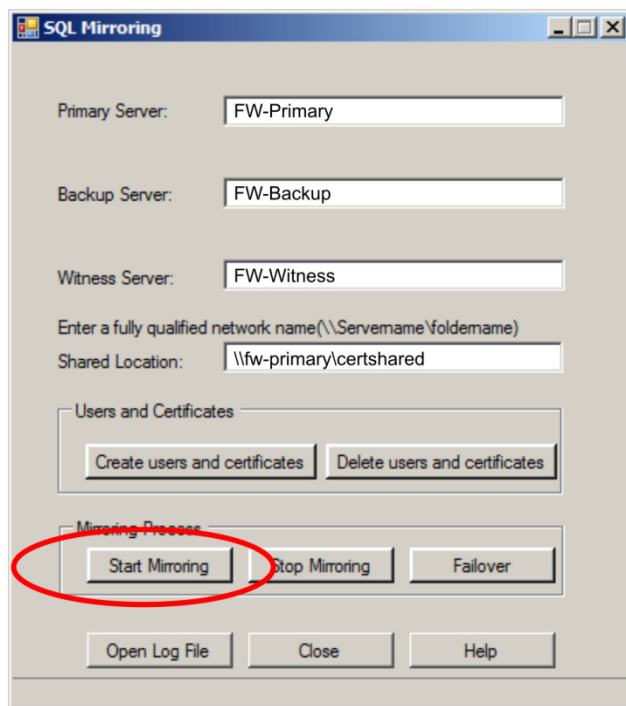 SQL Mirroring
Primary Server: FW-Primary
Backup Server: FW-Backup
Witness Server: FW-Witness
Enter a fully qualified network name(\\Servername\foldername)
Shared Location: \\fw-primary\certshared
Users and Certificates
Create users and certificates Delete users and certificates
Mirroring Process
Start Mirroring Stop Mirroring Failover
Open Log File Close Help